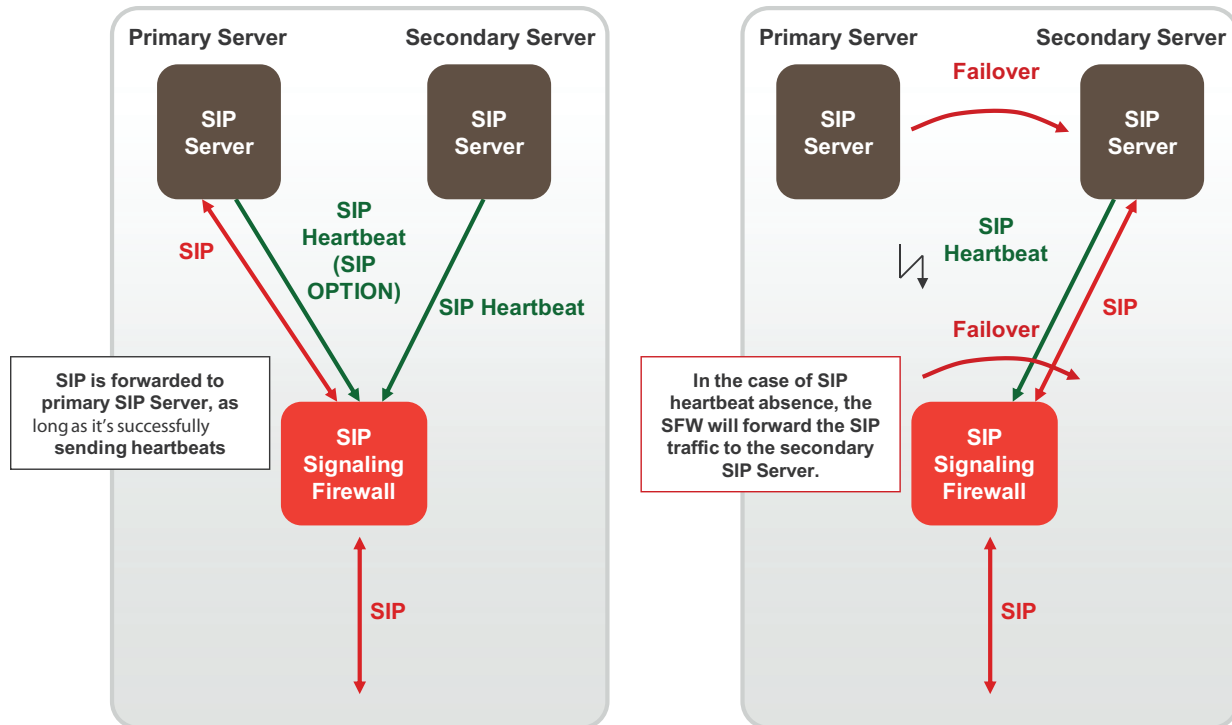 Primary Server
Secondary Server
SIP
Server
SIP
Server
SIP
SIP
Heartbeat
(SIP
OPTION)
SIP Heartbeat
SIP is forwarded to
primary SIP Server, as
long as it's successfully
sending heartbeats
SIP
Signaling
Firewall
SIP
Primary Server
Secondary Server
Failover
SIP
Server
SIP
Server
SIP
Heartbeat
SIP
Failover
In the case of SIP
heartbeat absence, the
SFW will forward the SIP
traffic to the secondary
SIP Server.
SIP
Signaling
Firewall
SIP